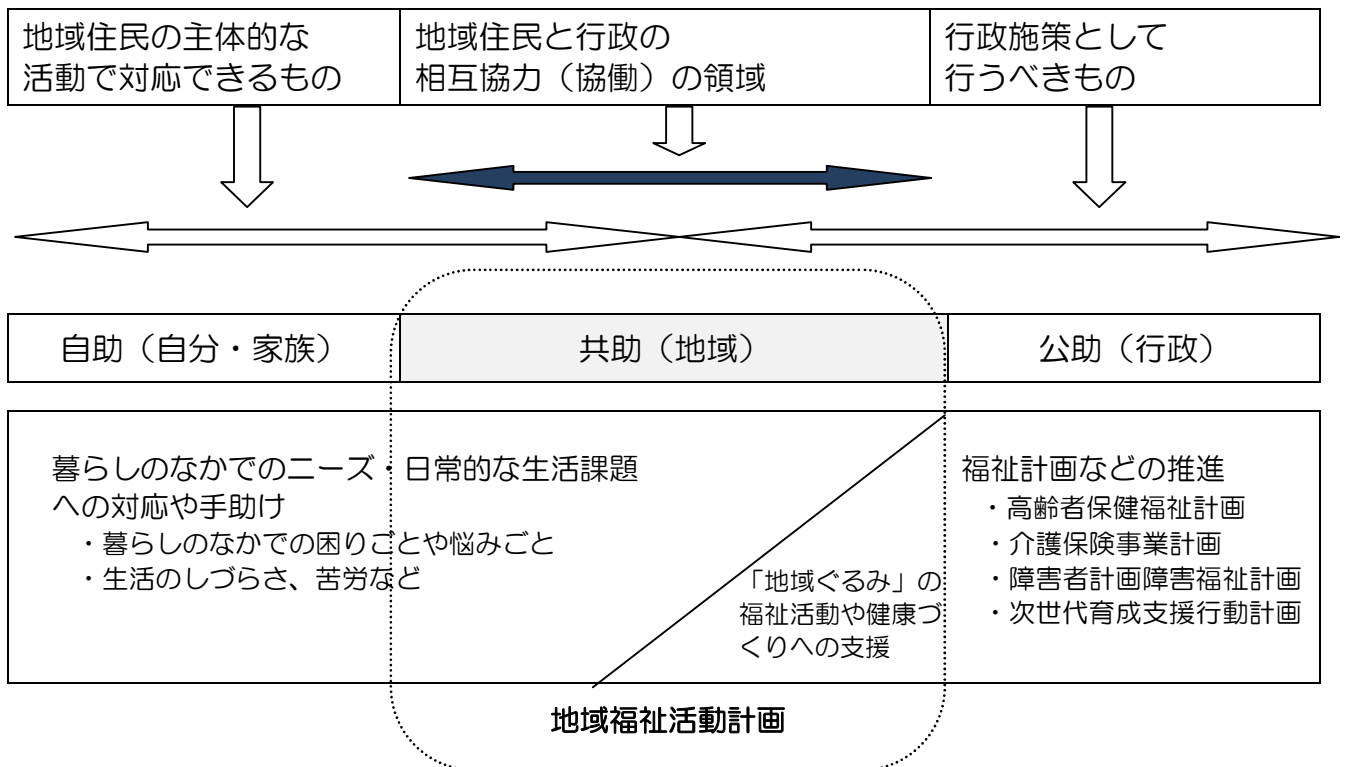 地域住民の主体的な
活動で対応できるもの
地域住民と行政の
相互協力（協働）の領域
行政施策として
行うべきもの
自助（自分・家族）
共助（地域）
公助（行政）
暮らしのなかでのニーズ・日常的な生活課題
への対応や手助け
・暮らしのなかでの困りごとや悩みごと
・生活のしづらさ、苦労など
「地域ぐるみ」の
福祉活動や健康づ
くりへの支援
福祉計画などの推進
・高齢者保健福祉計画
・介護保険事業計画
・障害者計画障害福祉計画
・次世代育成支援行動計画
地域福祉活動計画